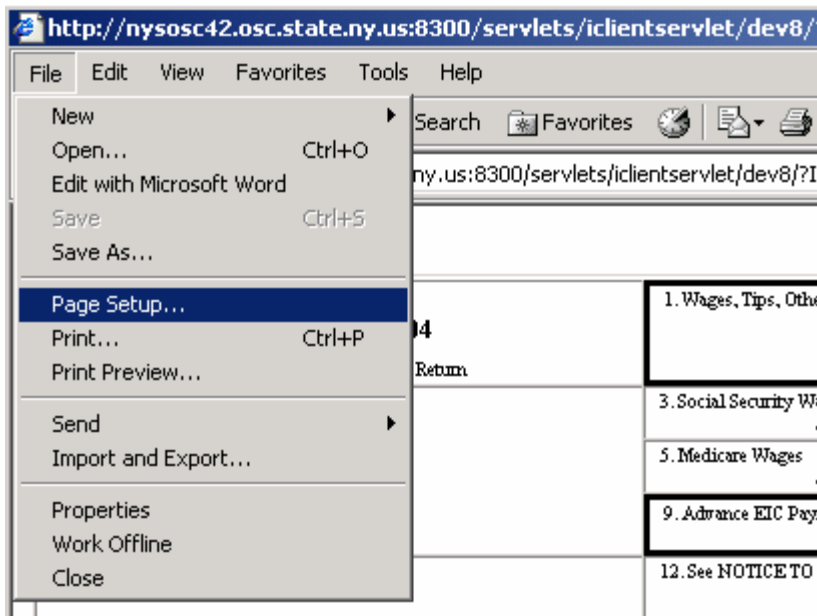 http://nysosc42.osc.state.ny.us:8300/servlets/iclientservlet/dev8/
File Edit View Favorites Tools Help
New
Search Favorites
Open... Ctrl+O
Edit with Microsoft Word
ny.us:8300/servlets/iclientservlet/dev8/?I
Save Ctrl+S
Save As...
Page Setup...
1. Wages, Tips, Othe
Print... Ctrl+P
04
Print Preview...
Return
3. Social Security Wa
Send
Import and Export...
5. Medicare Wages
Properties
9. Advance EIC Pay
Work Offline
Close
12. See NOTICE TO